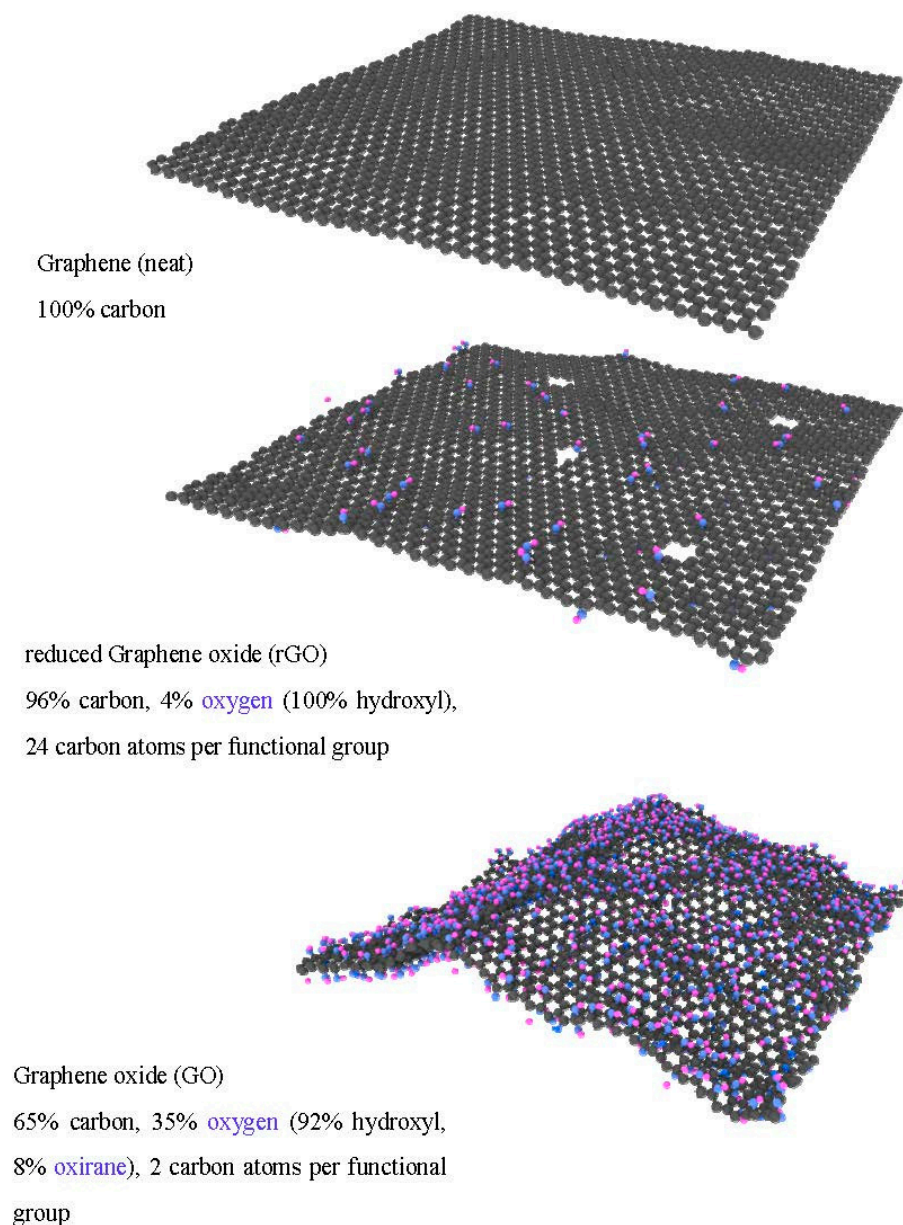 Graphene (neat)
100% carbon
reduced Graphene oxide (rGO)
96% carbon, 4% oxygen (100% hydroxyl),
24 carbon atoms per functional group
Graphene oxide (GO)
65% carbon, 35% oxygen (92% hydroxyl,
8% oxirane), 2 carbon atoms per functional
group